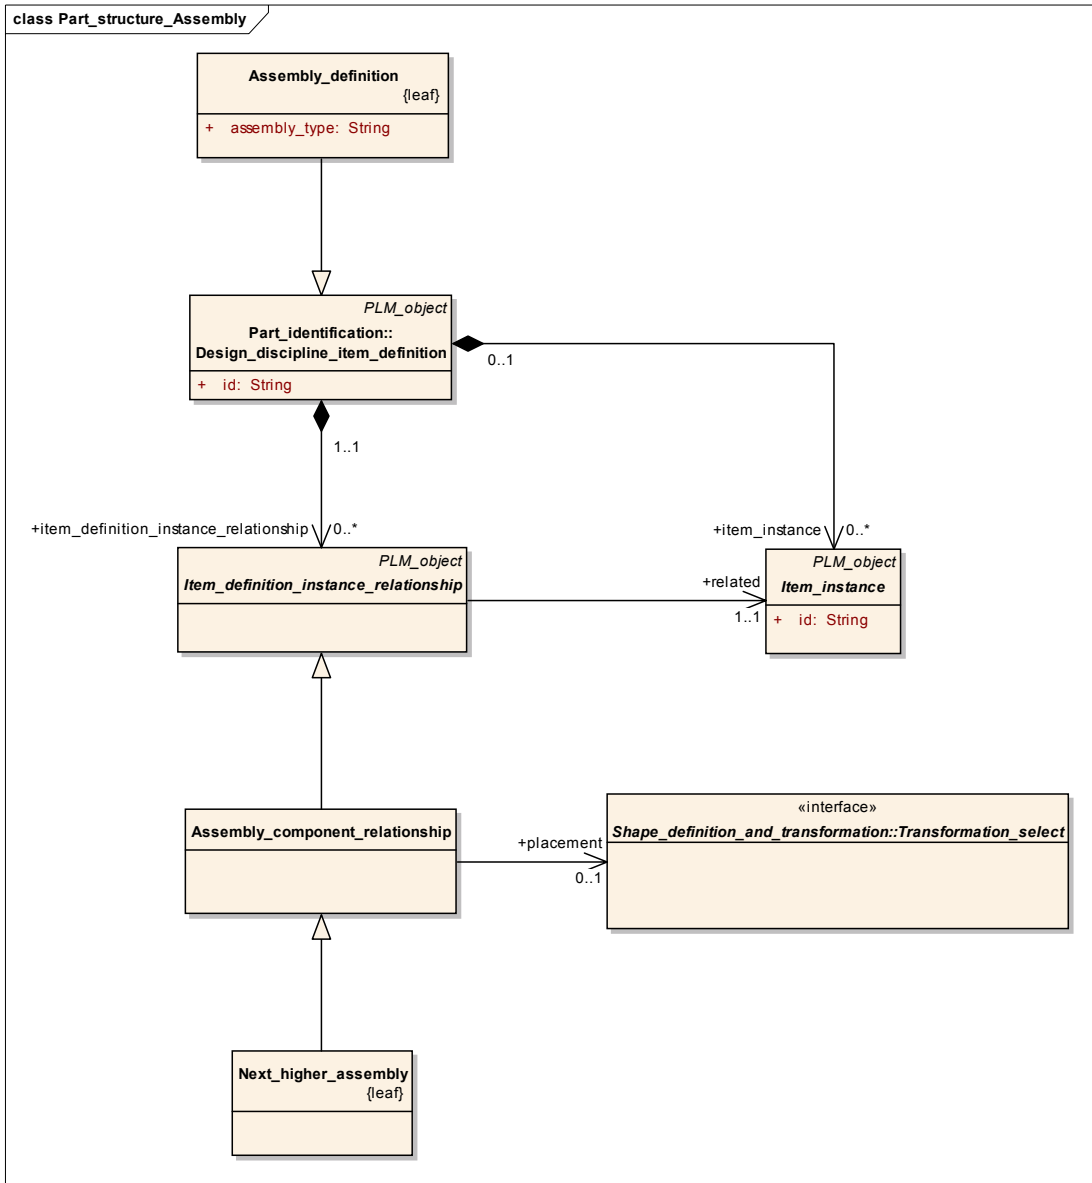 class Part_structure_Assembly
Assembly_definition
{leaf}
+ assembly_type: String
PLM_object
Part_identification::
Design_discipline_item_definition
+ id: String
0..1
1..1
+item_definition_instance_relationship 0..*
+item_instance 0..*
PLM_object
Item_definition_instance_relationship
+related
1..1
PLM_object
Item_instance
+ id: String
Assembly_component_relationship
+placement
0..1
«interface»
Shape_definition_and_transformation::Transformation_select
Next_higher_assembly
{leaf}